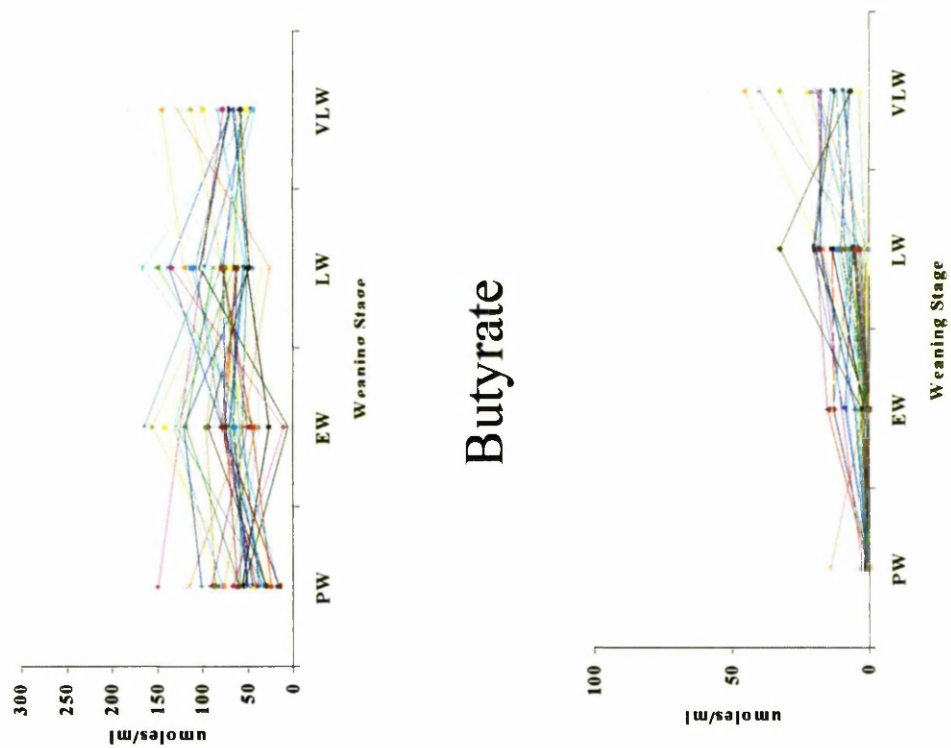 300
250
200
150
100
50
0
umoles/ml
PW EW LW VLW
Weaning Stage
Butyrate
100
50
0
umoles/ml
PW EW LW VLW
Weaning Stage